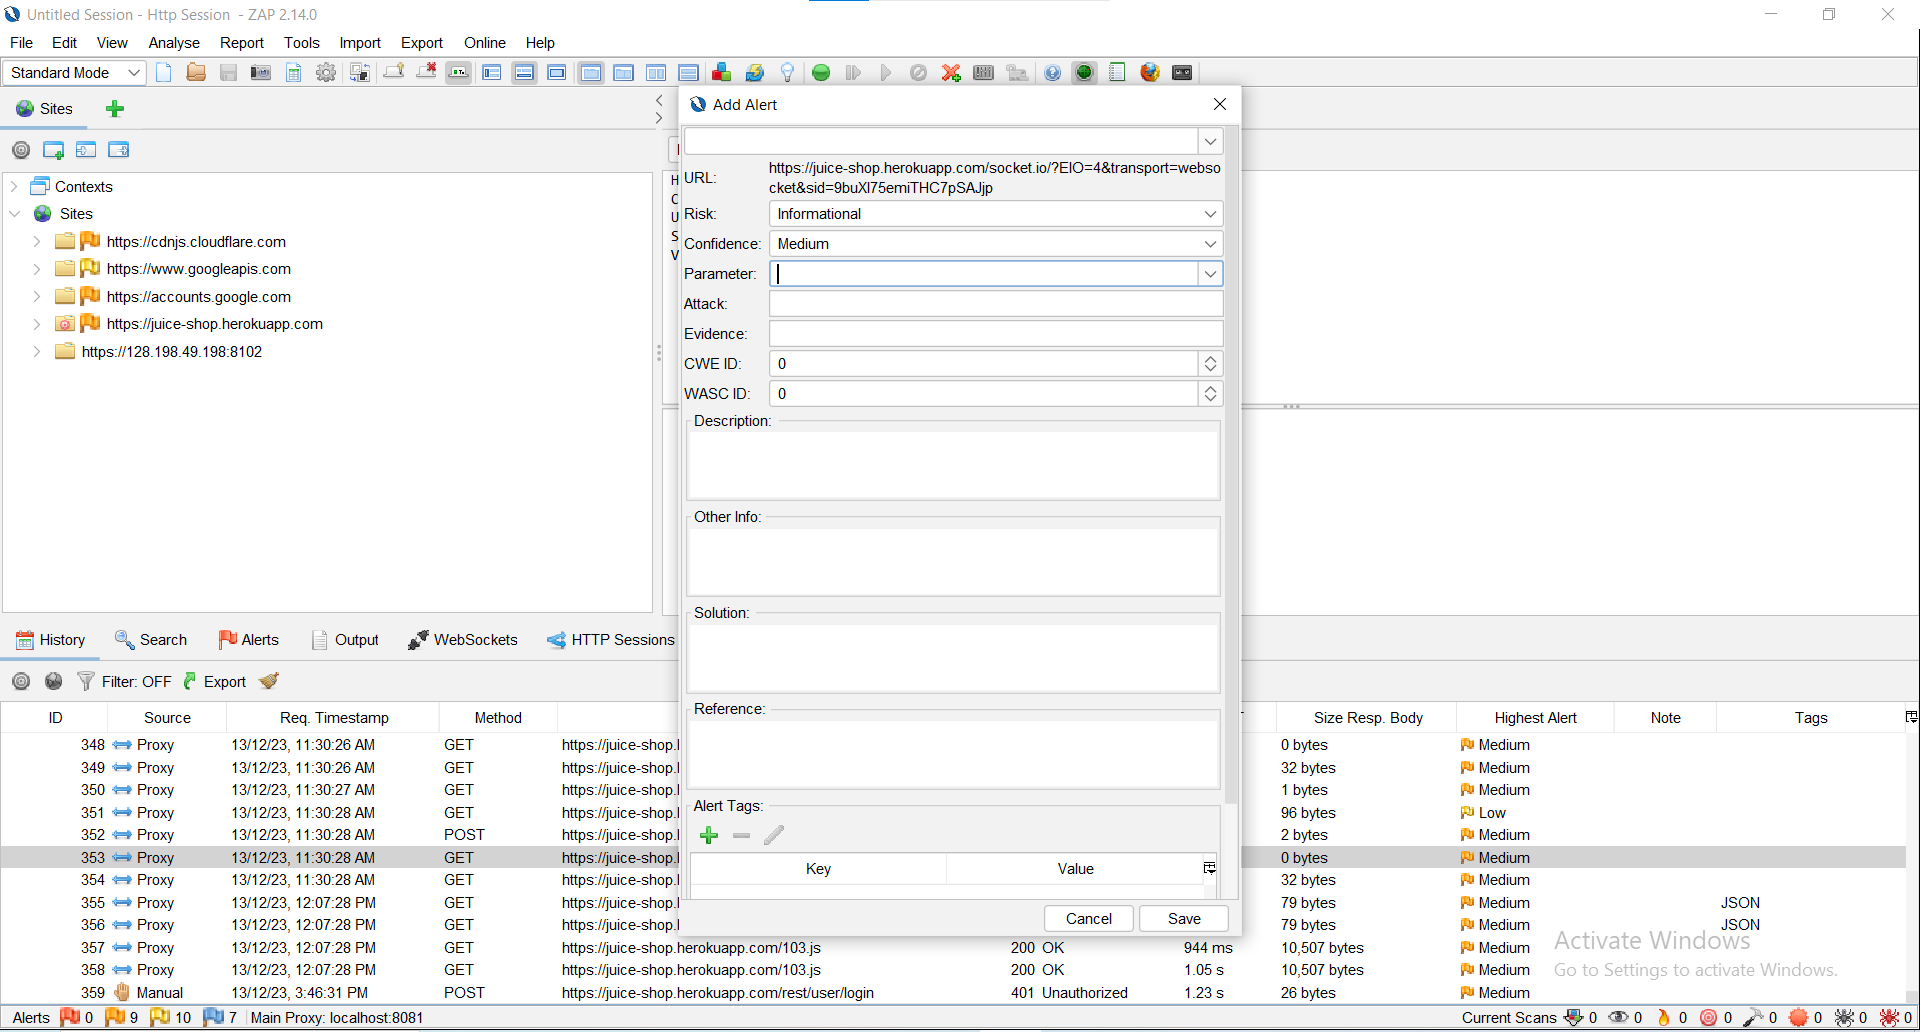 Untitled Session - Http Session - ZAP 2.14.0
File Edit View Analyse Report Tools Import Export Online Help
Standard Mode
Sites
Contexts
Sites
https://cdnjs.cloudflare.com
https://www.googleapis.com
https://accounts.google.com
https://juice-shop.herokuapp.com
https://128.198.49.198:8102
Add Alert
URL: https://juice-shop.herokuapp.com/socket.io/?EIO=4&transport=webso
cket&sid=9buXl75emiTHC7pSAJjp
Risk: Informational
Confidence: Medium
Parameter:
Attack:
Evidence:
CWE ID: 0
WASC ID: 0
Description:
Other Info:
Solution:
Reference:
Alert Tags:
Key Value
Cancel Save
History Search Alerts Output WebSockets HTTP Sessions
Filter: OFF Export
ID Source Req. Timestamp Method Size Resp. Body Highest Alert Note Tags
348 Proxy 13/12/23, 11:30:26 AM GET https://juice-shop. 0 bytes Medium
349 Proxy 13/12/23, 11:30:26 AM GET https://juice-shop. 32 bytes Medium
350 Proxy 13/12/23, 11:30:27 AM GET https://juice-shop. 1 bytes Medium
351 Proxy 13/12/23, 11:30:28 AM GET https://juice-shop. 96 bytes Low
352 Proxy 13/12/23, 11:30:28 AM POST https://juice-shop. 2 bytes Medium
353 Proxy 13/12/23, 11:30:28 AM GET https://juice-shop. 0 bytes Medium
354 Proxy 13/12/23, 11:30:28 AM GET https://juice-shop. 32 bytes Medium
355 Proxy 13/12/23, 12:07:28 PM GET https://juice-shop. 79 bytes Medium JSON
356 Proxy 13/12/23, 12:07:28 PM GET https://juice-shop. 79 bytes Medium JSON
357 Proxy 13/12/23, 12:07:28 PM GET https://juice-shop.herokuapp.com/103.js 200 OK 944 ms 10,507 bytes Medium
358 Proxy 13/12/23, 12:07:28 PM GET https://juice-shop.herokuapp.com/103.js 200 OK 1.05 s 10,507 bytes Medium
359 Manual 13/12/23, 3:46:31 PM POST https://juice-shop.herokuapp.com/rest/user/login 401 Unauthorized 1.23 s 26 bytes Medium
Activate Windows
Go to Settings to activate Windows.
Alerts 0 9 10 7 Main Proxy: localhost:8081 Current Scans 0 0 0 0 0 0 0 0